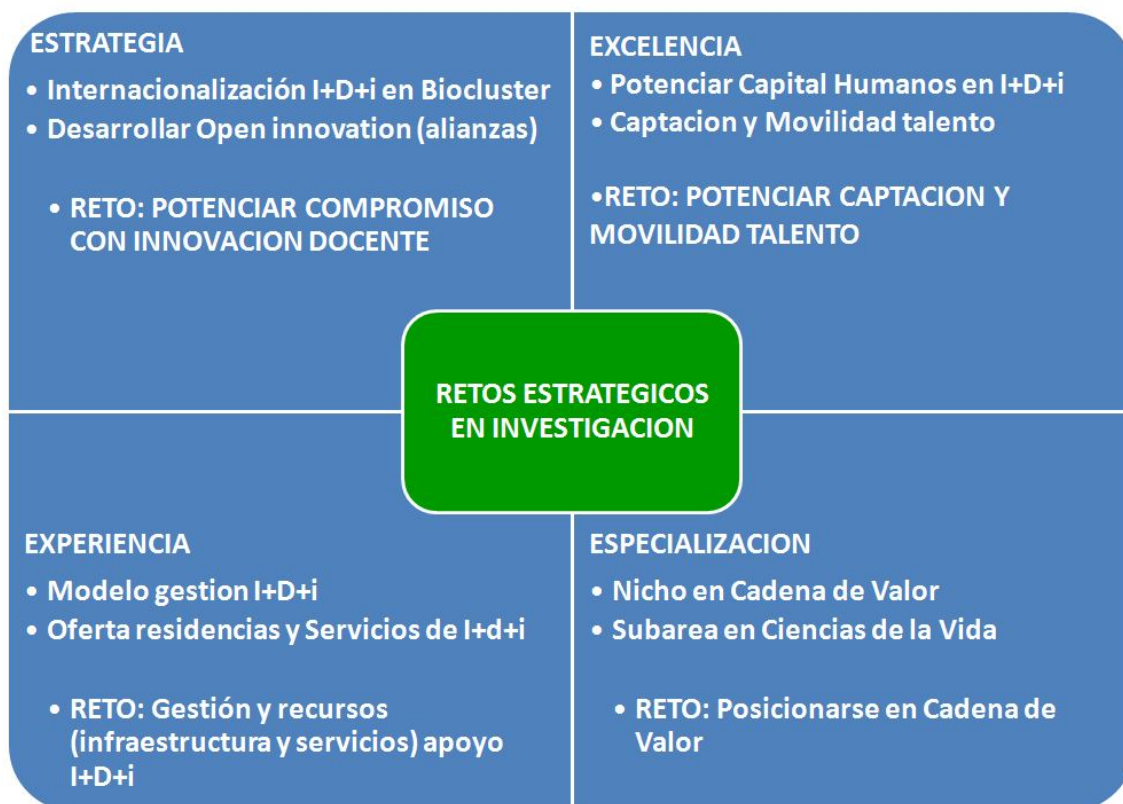 ESTRATEGIA
• Internacionalización I+D+i en Biocluster
• Desarrollar Open innovation (alianzas)
• RETO: POTENCIAR COMPROMISO
CON INNOVACION DOCENTE
EXCELENCIA
• Potenciar Capital Humanos en I+D+i
• Captacion y Movilidad talento
•RETO: POTENCIAR CAPTACION Y
MOVILIDAD TALENTO
RETOS ESTRATEGICOS
EN INVESTIGACION
EXPERIENCIA
• Modelo gestion I+D+i
• Oferta residencias y Servicios de I+d+i
• RETO: Gestión y recursos
(infraestructura y servicios) apoyo
I+D+i
ESPECIALIZACION
• Nicho en Cadena de Valor
• Subarea en Ciencias de la Vida
• RETO: Posicionarse en Cadena de
Valor